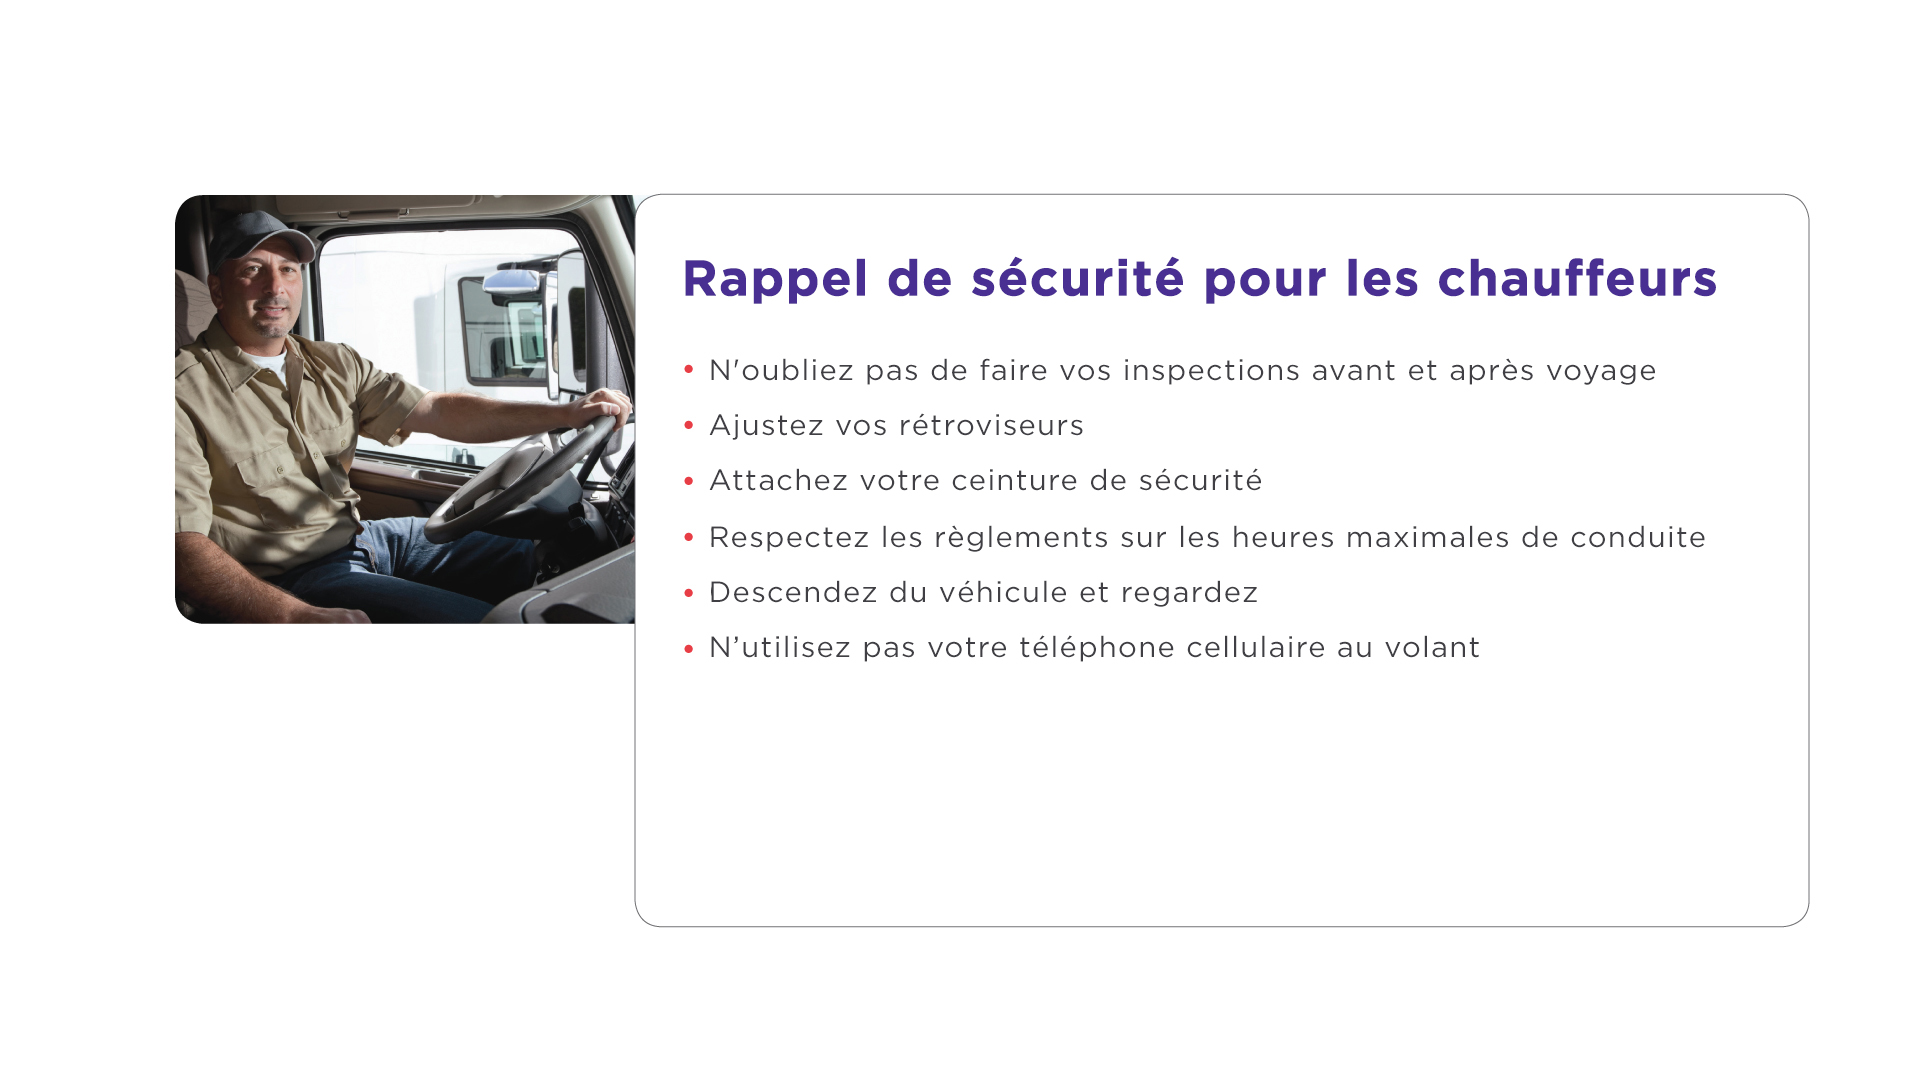 Rappel de sécurité pour les chauffeurs
• N'oubliez pas de faire vos inspections avant et après voyage
• Ajustez vos rétroviseurs
• Attachez votre ceinture de sécurité
• Respectez les règlements sur les heures maximales de conduite
• Descendez du véhicule et regardez
• N’utilisez pas votre téléphone cellulaire au volant